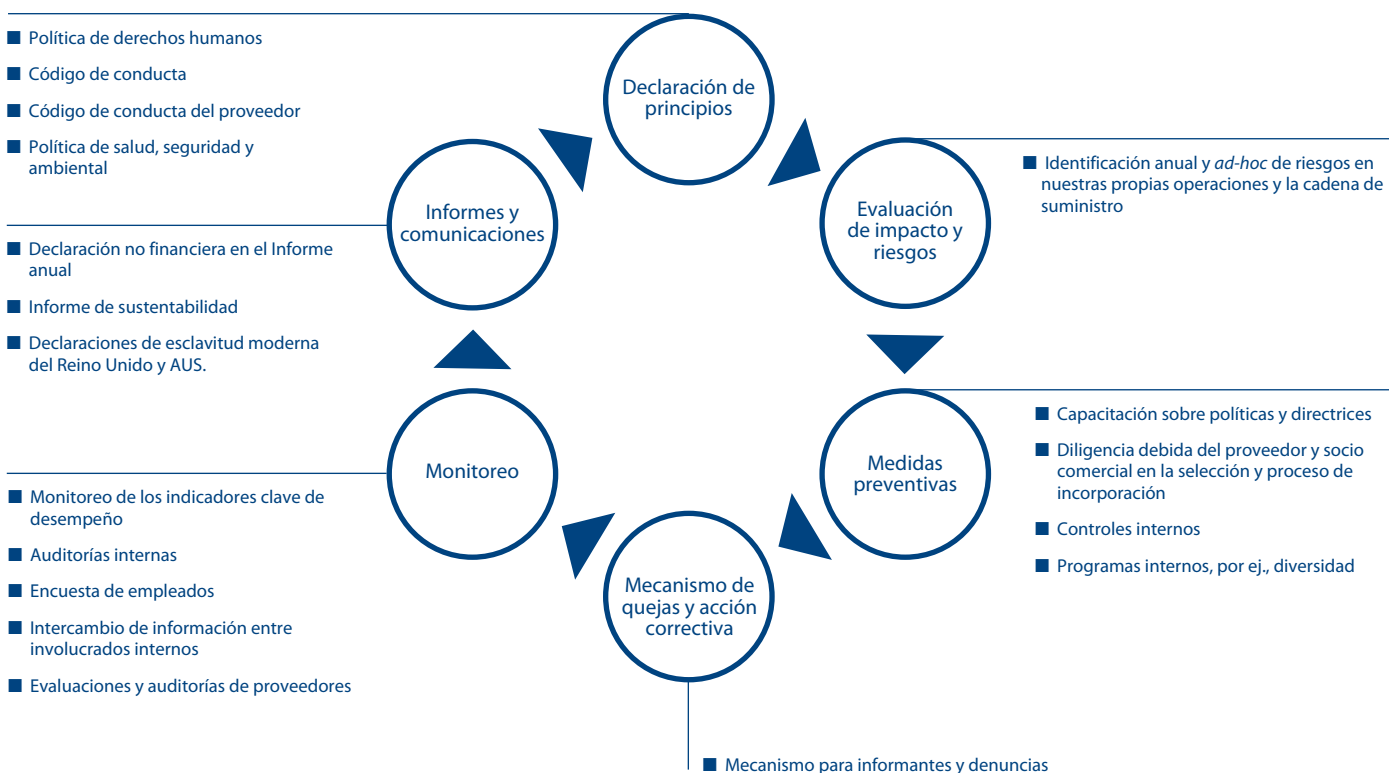 Declaración de
principios
■ Política de derechos humanos
■ Código de conducta
■ Código de conducta del proveedor
■ Política de salud, seguridad y
ambiental
Evaluación
de impacto y
riesgos
■ Identificación anual y ad-hoc de riesgos en
nuestras propias operaciones y la cadena de
suministro
Medidas
preventivas
■ Capacitación sobre políticas y directrices
■ Diligencia debida del proveedor y socio
comercial en la selección y proceso de
incorporación
■ Controles internos
■ Programas internos, por ej., diversidad
Mecanismo de
quejas y acción
correctiva
■ Mecanismo para informantes y denuncias
Monitoreo
■ Monitoreo de los indicadores clave de
desempeño
■ Auditorías internas
■ Encuesta de empleados
■ Intercambio de información entre
involucrados internos
■ Evaluaciones y auditorías de proveedores
Informes y
comunicaciones
■ Declaración no financiera en el Informe
anual
■ Informe de sustentabilidad
■ Declaraciones de esclavitud moderna
del Reino Unido y AUS.